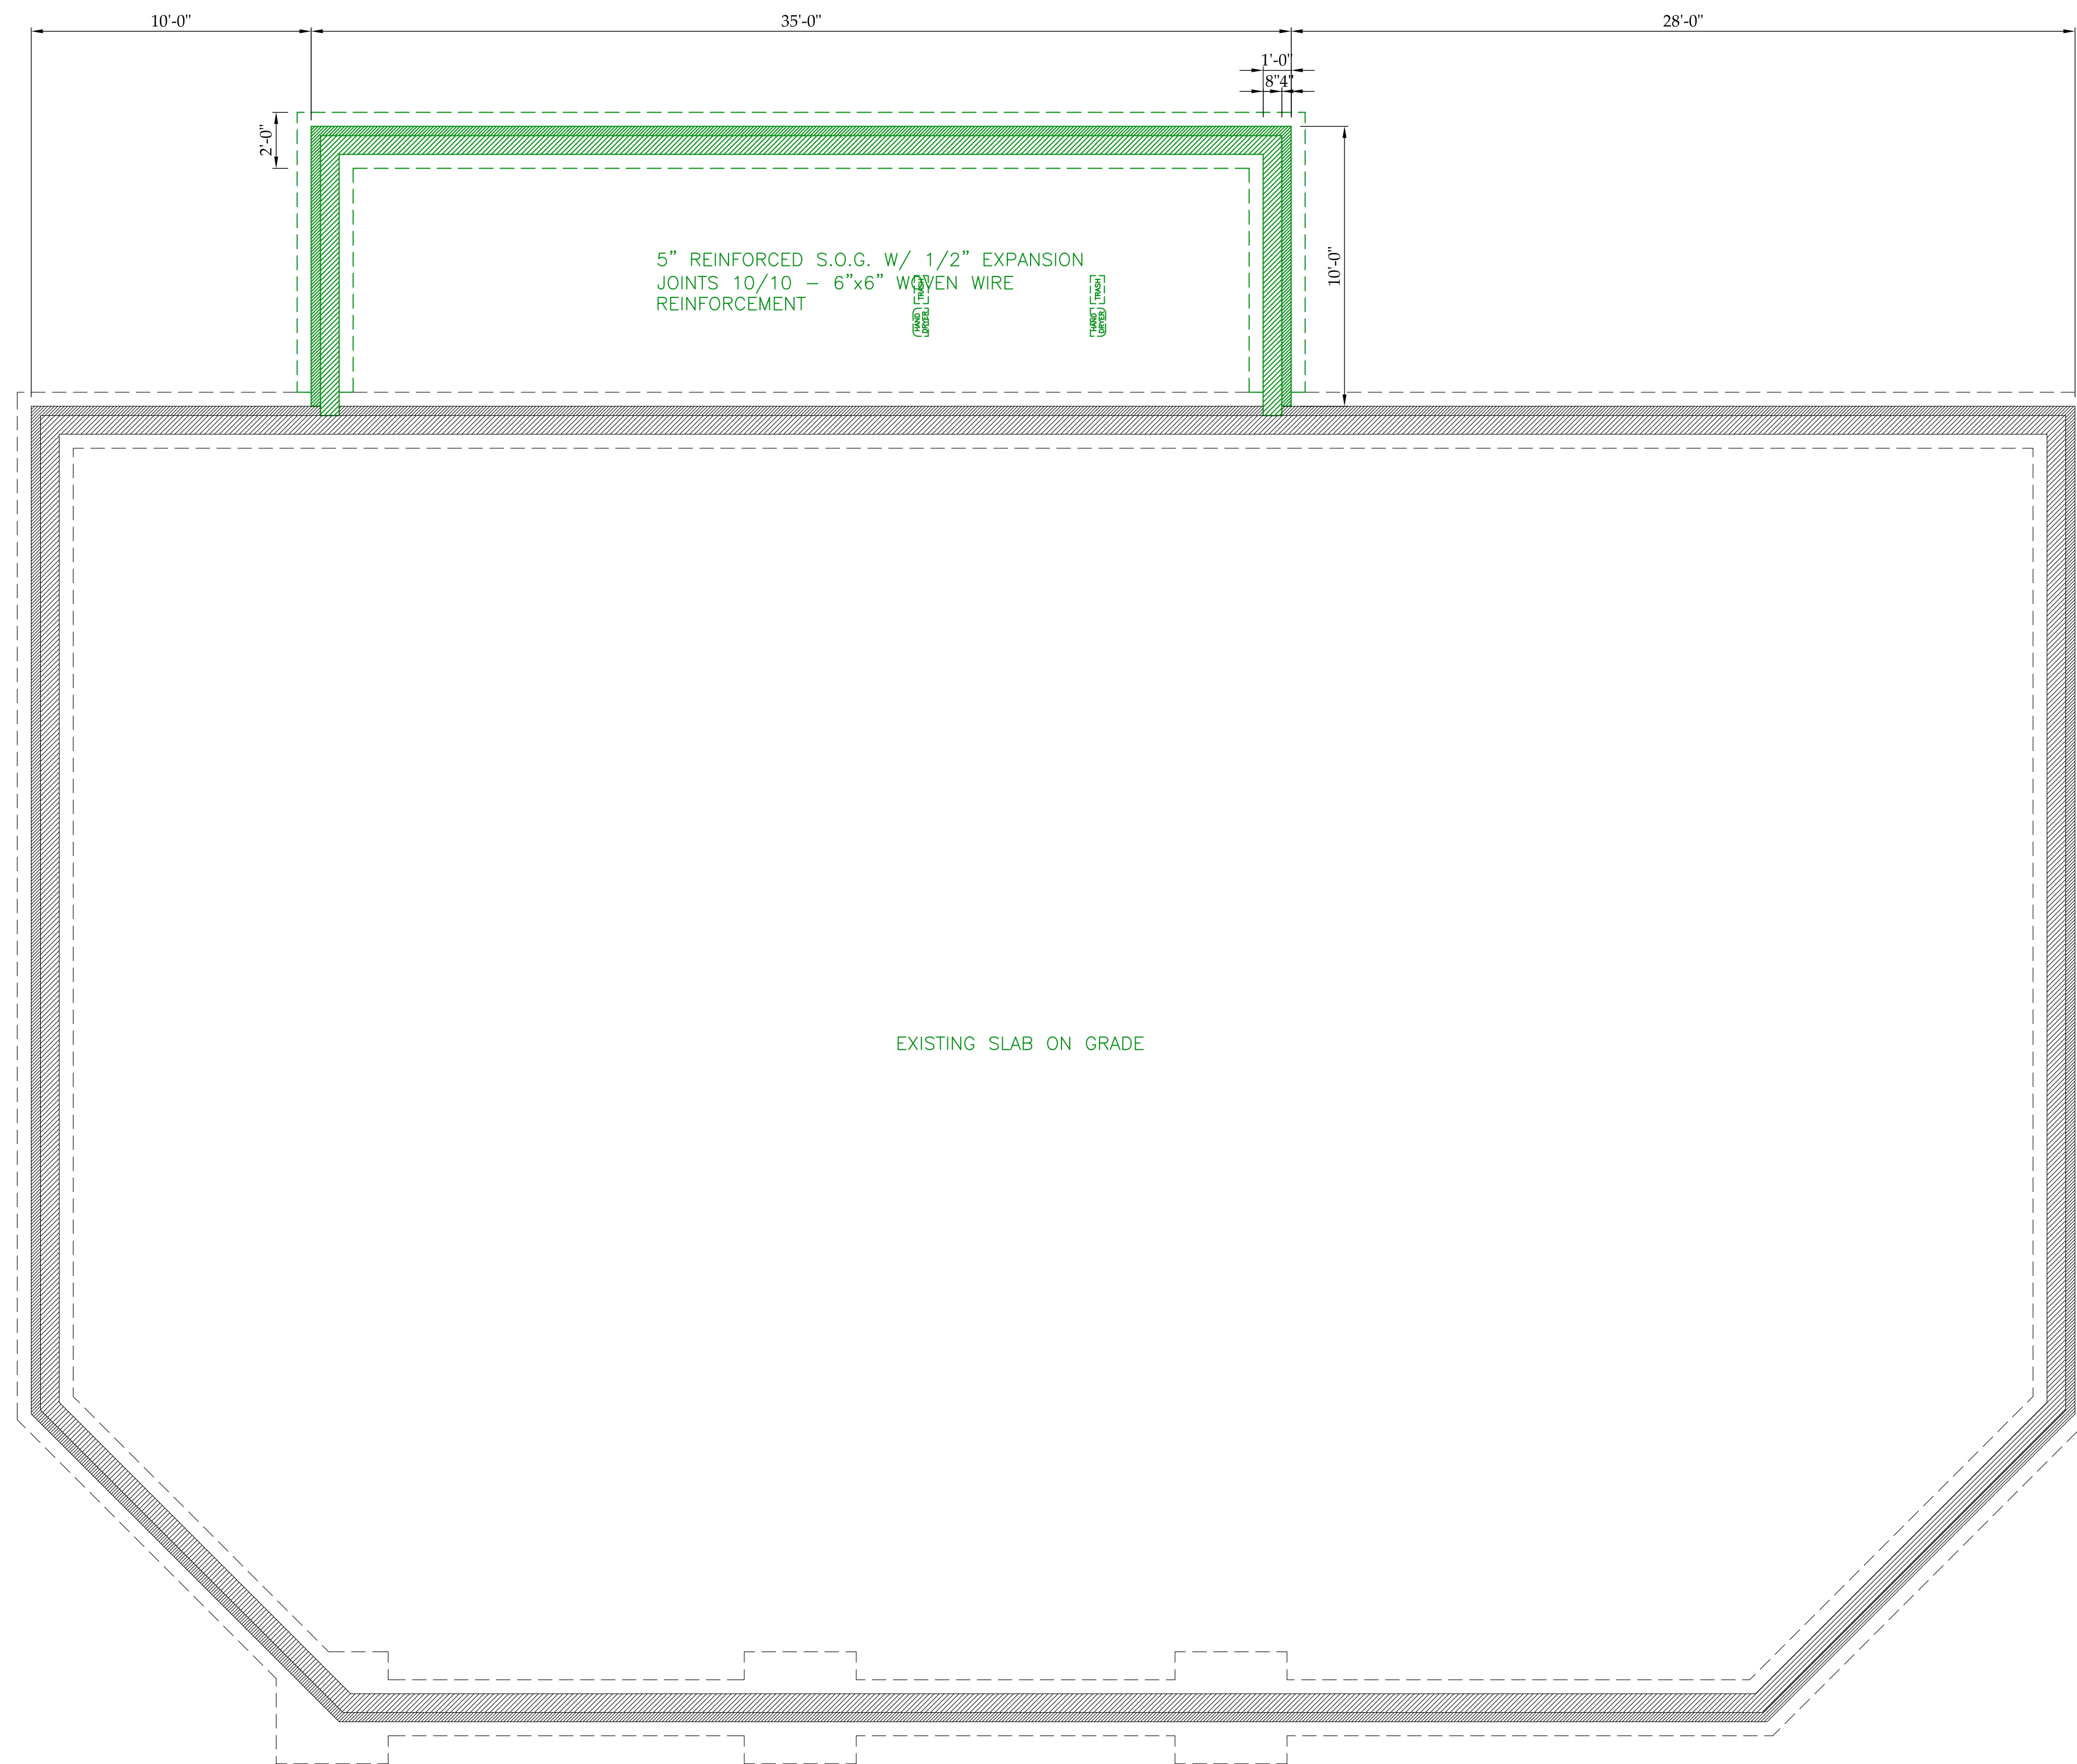 10'-0"
35'-0"
28'-0"
1'-0"
8"
4"
2'-0"
10'-0"
5" REINFORCED S.O.G. W/ 1/2" EXPANSION
JOINTS 10/10 - 6"x6" WOVEN WIRE
REINFORCEMENT
TRASH
TRASH
HAND
DRYER
HAND
DRYER
EXISTING SLAB ON GRADE